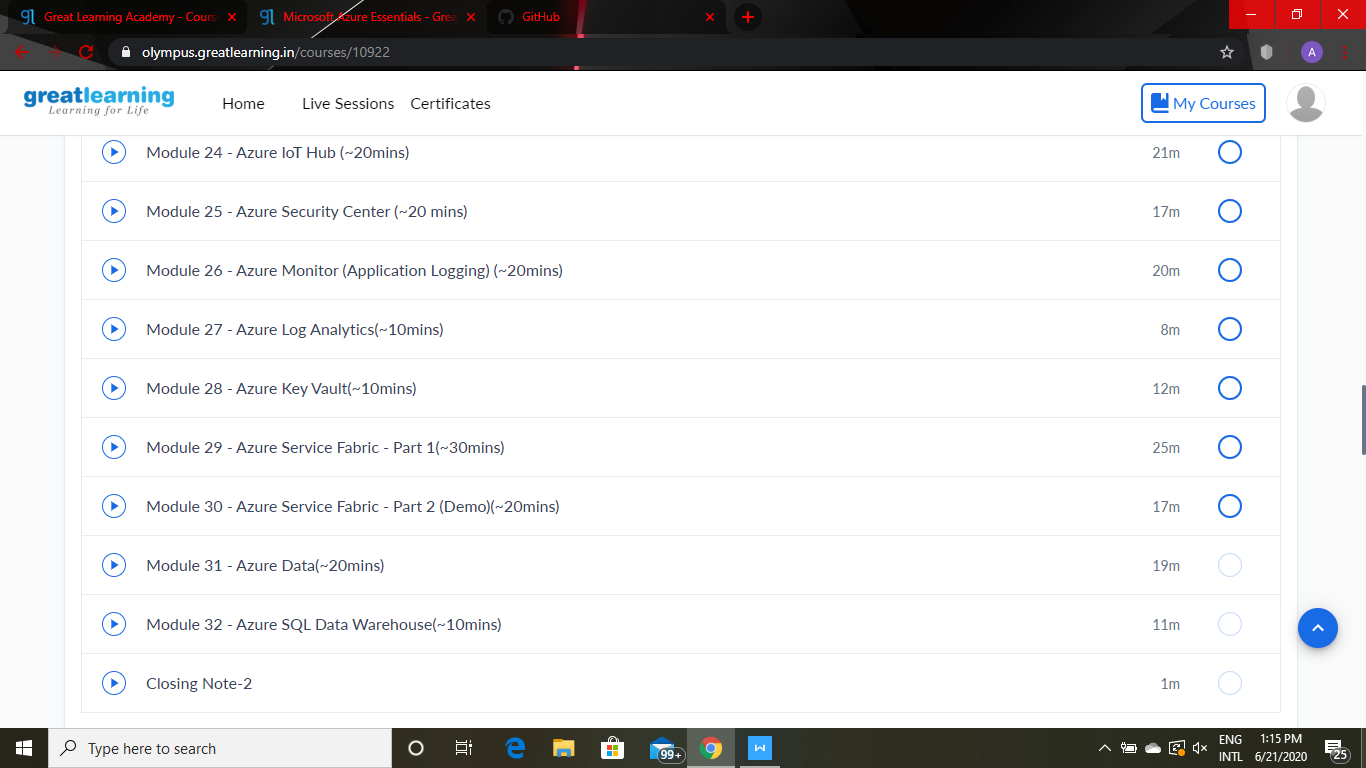 Great Learning Academy - Cours
Microsoft Azure Essentials - Grea
GitHub
olympus.greatlearning.in/courses/10922
A
greatlearning
Learning for Life
Home
Live Sessions
Certificates
My Courses
Module 24 - Azure IoT Hub (~20mins)
21m
Module 25 - Azure Security Center (~20 mins)
17m
Module 26 - Azure Monitor (Application Logging) (~20mins)
20m
Module 27 - Azure Log Analytics(~10mins)
8m
Module 28 - Azure Key Vault(~10mins)
12m
Module 29 - Azure Service Fabric - Part 1(~30mins)
25m
Module 30 - Azure Service Fabric - Part 2 (Demo)(~20mins)
17m
Module 31 - Azure Data(~20mins)
19m
Module 32 - Azure SQL Data Warehouse(~10mins)
11m
Closing Note-2
1m
Type here to search
99+
ENG
INTL
1:15 PM
6/21/2020
25